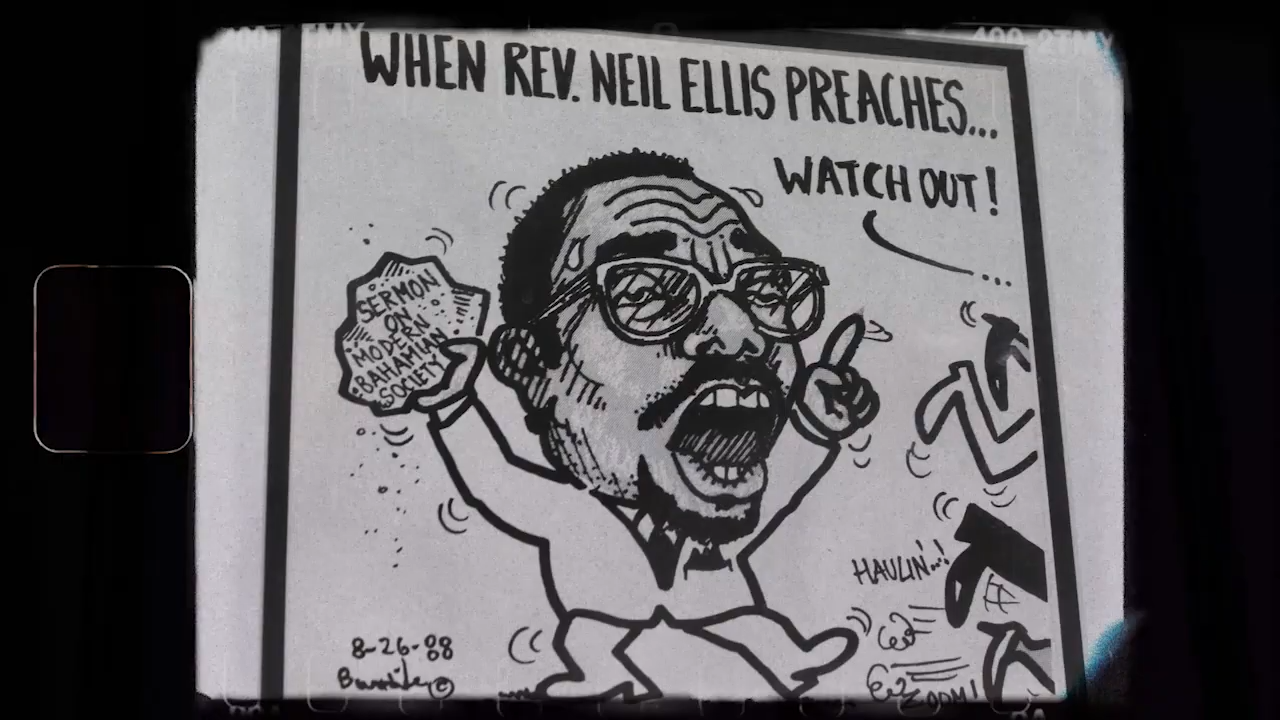 WHEN REV. NEIL ELLIS PREACHES...
WATCH OUT!
SERMON
ON
MODERN
BAHAMIAN
SOCIETY
HAULIN'..!
ZOOM!
8-26-88